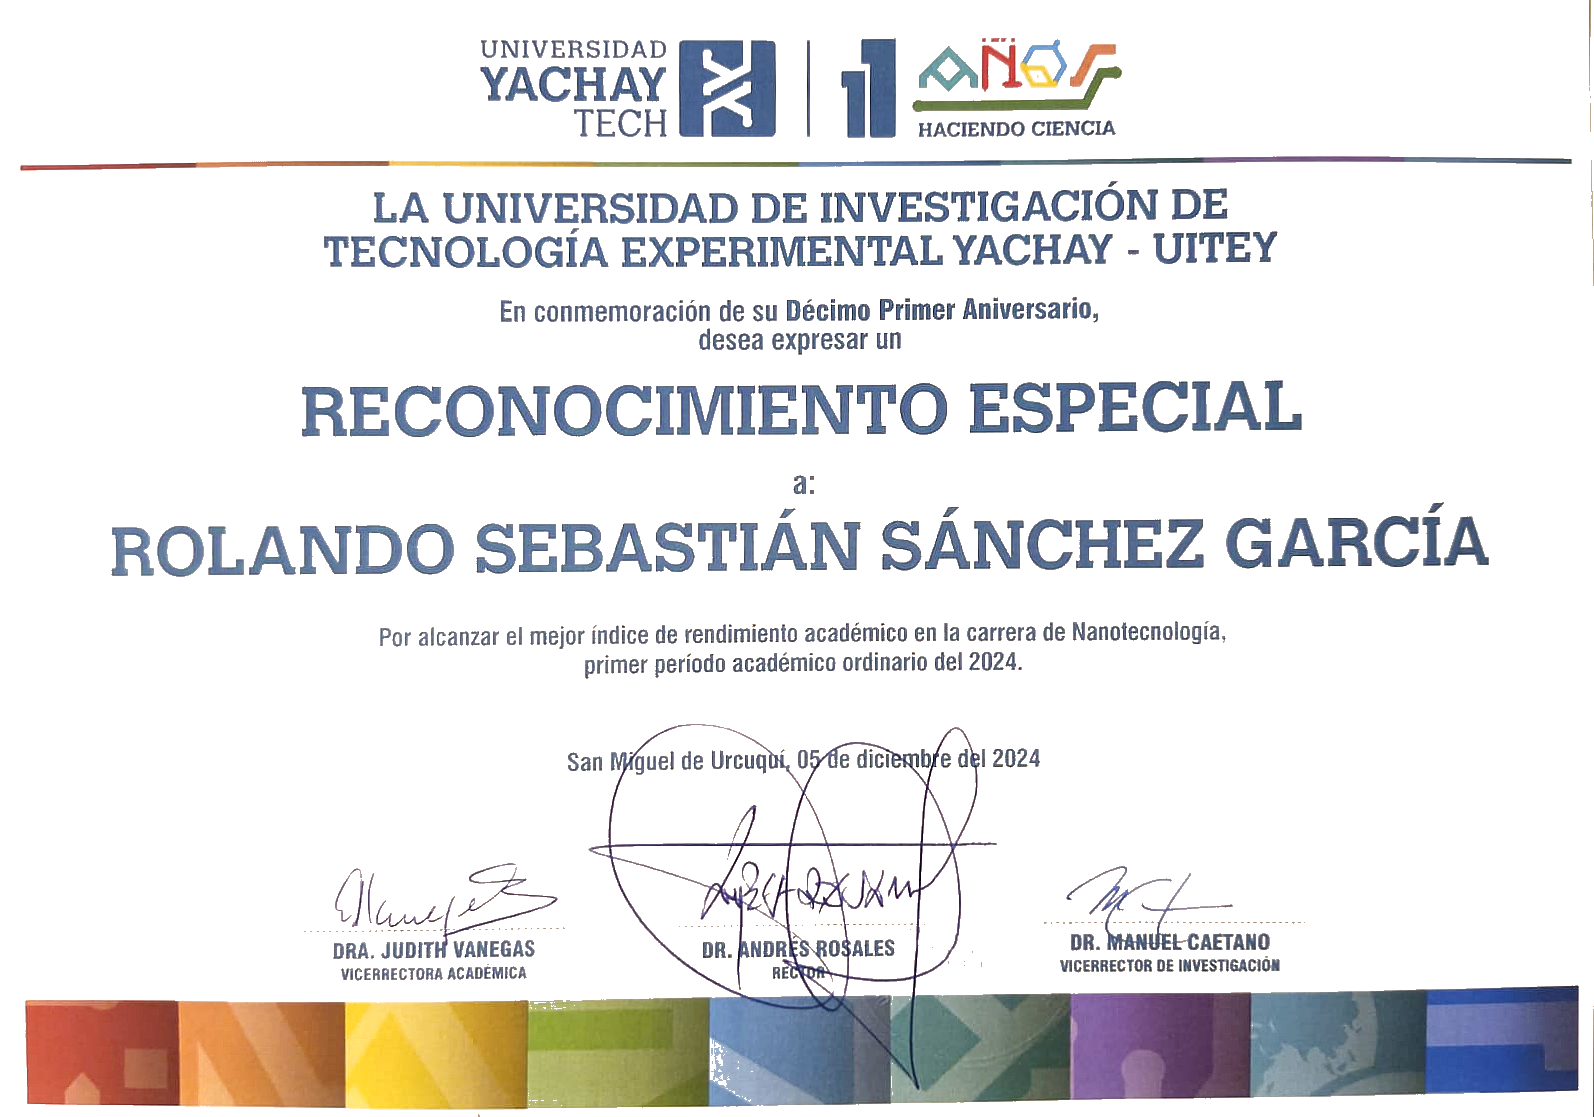 UNIVERSIDAD
YACHAY
TECH
11 AÑOS
HACIENDO CIENCIA
LA UNIVERSIDAD DE INVESTIGACIÓN DE
TECNOLOGÍA EXPERIMENTAL YACHAY - UITEY
En conmemoración de su Décimo Primer Aniversario,
desea expresar un
RECONOCIMIENTO ESPECIAL
a:
ROLANDO SEBASTIÁN SÁNCHEZ GARCÍA
Por alcanzar el mejor índice de rendimiento académico en la carrera de Nanotecnología,
primer período académico ordinario del 2024.
San Miguel de Urcuquí, 05 de diciembre del 2024
DRA. JUDITH VANEGAS
VICERRECTORA ACADÉMICA
DR. ANDRÉS ROSALES
RECTOR
DR. MANUEL CAETANO
VICERRECTOR DE INVESTIGACIÓN